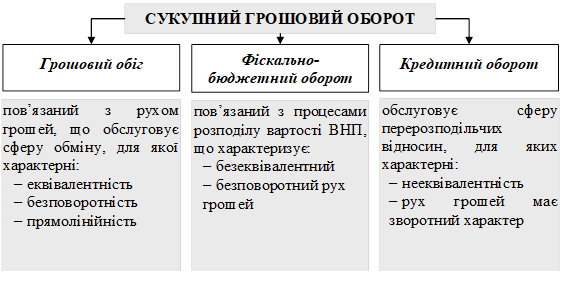 СУКУПНИЙ ГРОШОВИЙ ОБОРОТ
Грошовий обіг
пов’язаний з рухом
грошей, що обслуговує
сферу обміну, для якої
характерні:
– еквівалентність
– безповоротність
– прямолінійність
Фіскально-
бюджетний оборот
пов’язаний з процесами
розподілу вартості ВНП,
що характеризує:
– безеквівалентний
– безповоротний рух
грошей
Кредитний оборот
обслуговує сферу
перерозподільчих
відносин, для яких
характерні:
– нееквівалентність
– рух грошей має
зворотний характер